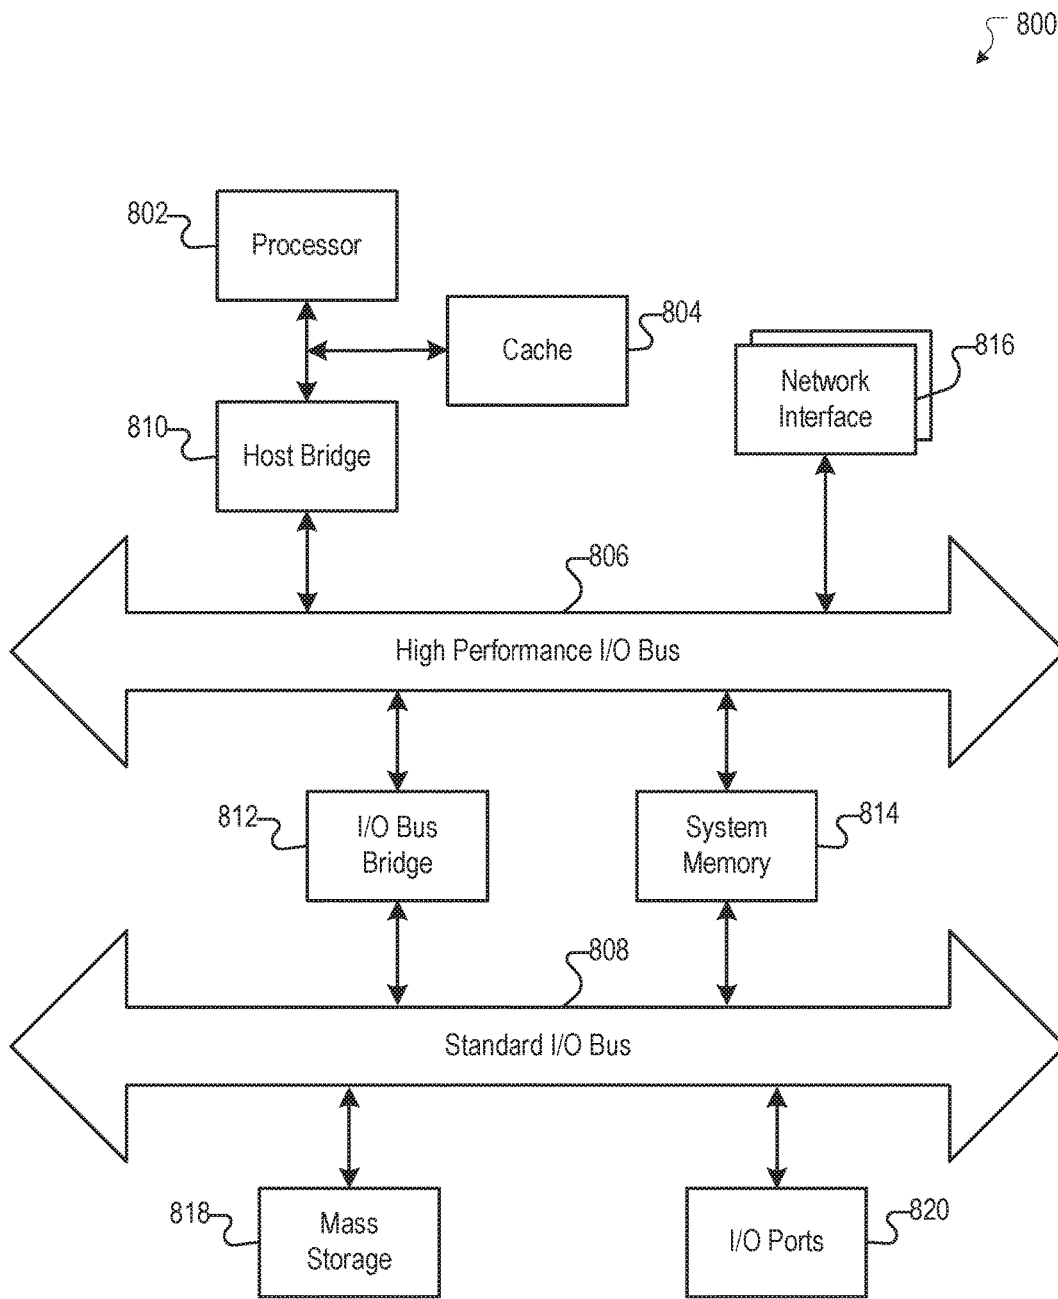 800
802
Processor
Cache
804
Network
Interface
816
810
Host Bridge
806
High Performance I/O Bus
812
I/O Bus
Bridge
System
Memory
814
808
Standard I/O Bus
818
Mass
Storage
I/O Ports
820